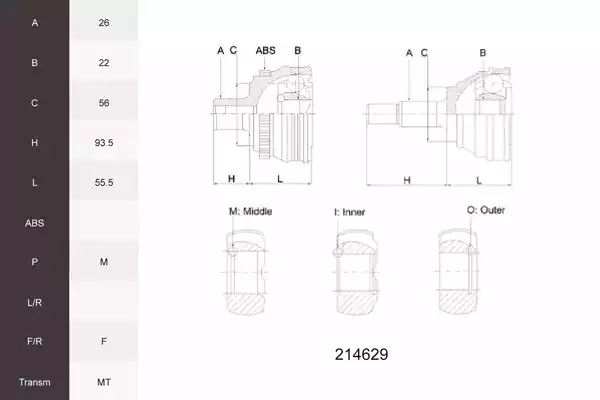 A 26
B 22
C 56
H 93.5
L 55.5
ABS
P M
L/R
F/R F
Transm MT
A C ABS B
A C B
H L
H L
M: Middle I: Inner O: Outer
214629